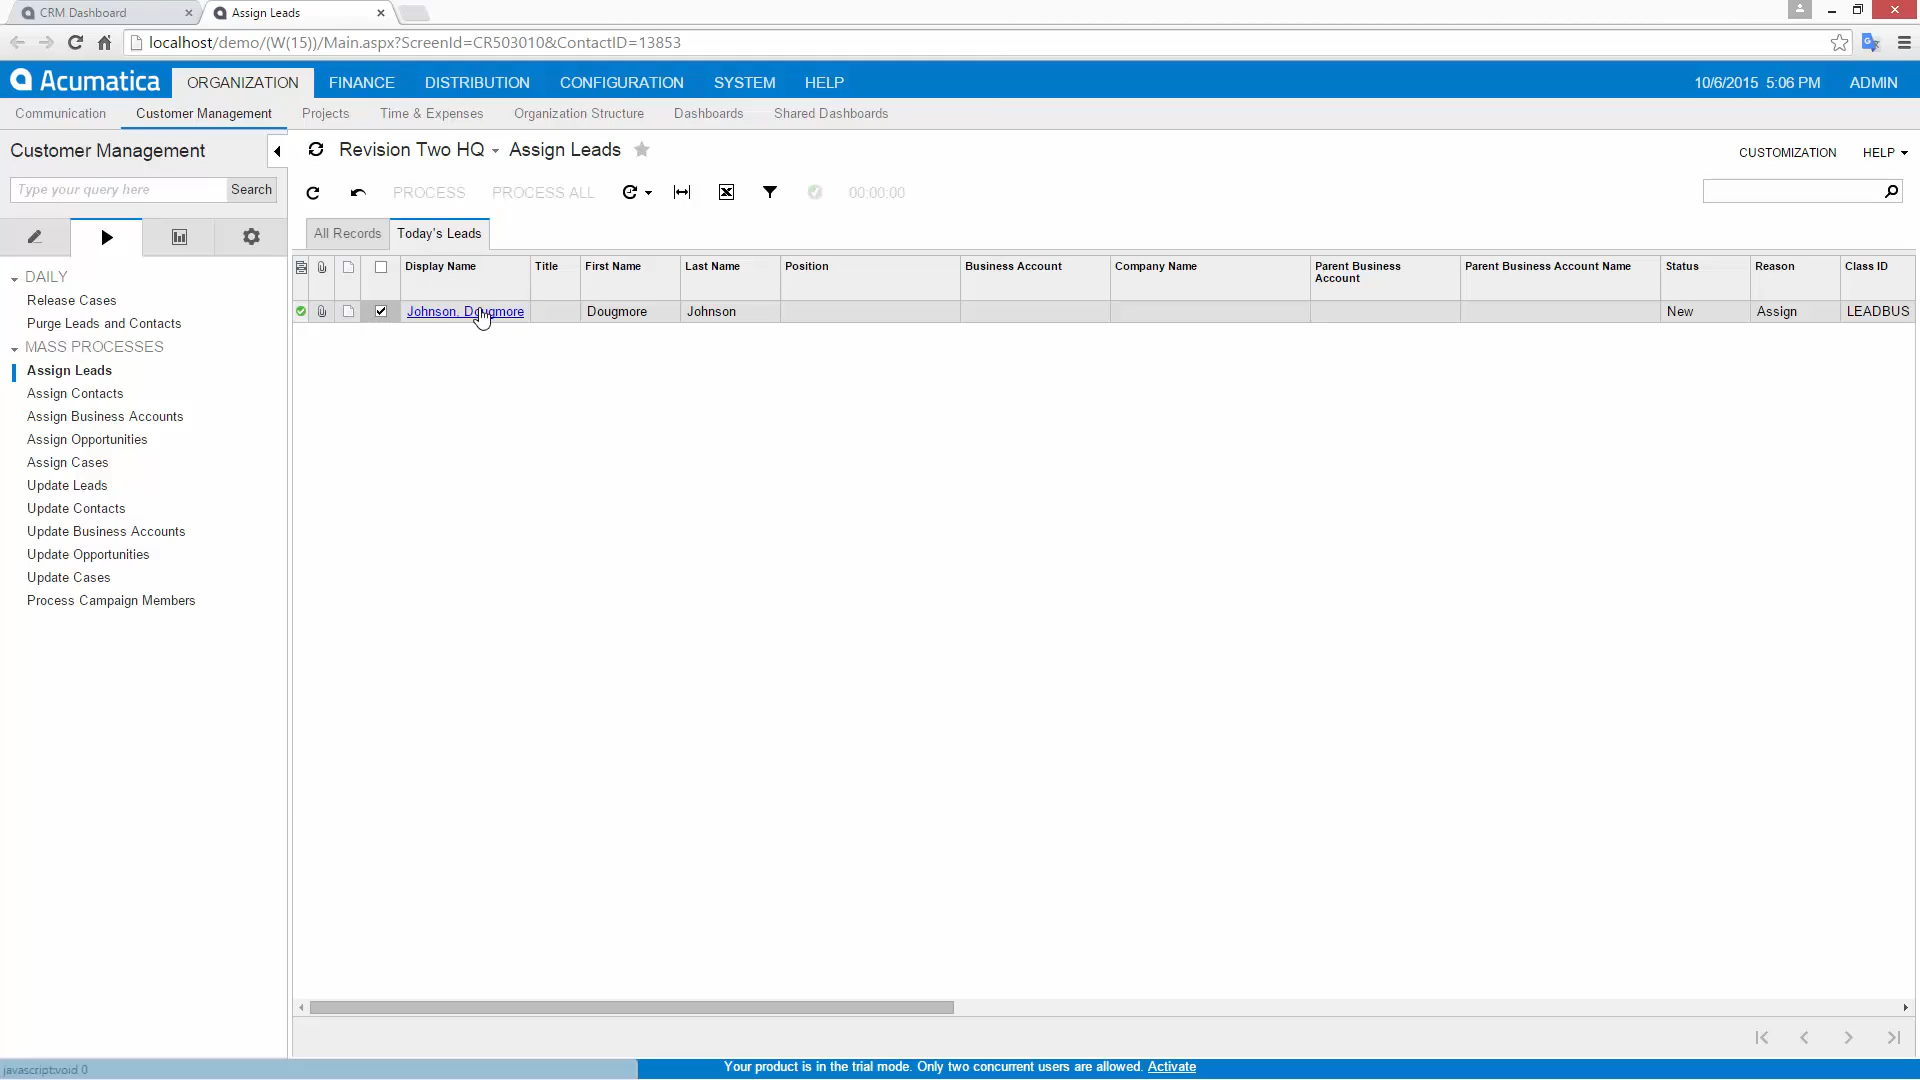 CRM Dashboard
Assign Leads
localhost/demo/(W(15))/Main.aspx?ScreenId=CR503010&ContactID=13853
Acumatica
ORGANIZATION
FINANCE
DISTRIBUTION
CONFIGURATION
SYSTEM
HELP
10/6/2015 5:06 PM
ADMIN
Communication
Customer Management
Projects
Time & Expenses
Organization Structure
Dashboards
Shared Dashboards
Customer Management
Revision Two HQ
Assign Leads
CUSTOMIZATION
HELP
Type your query here
Search
PROCESS
PROCESS ALL
00:00:00
All Records
Today's Leads
DAILY
Release Cases
Purge Leads and Contacts
MASS PROCESSES
Assign Leads
Assign Contacts
Assign Business Accounts
Assign Opportunities
Assign Cases
Update Leads
Update Contacts
Update Business Accounts
Update Opportunities
Update Cases
Process Campaign Members
Display Name
Title
First Name
Last Name
Position
Business Account
Company Name
Parent Business
Account
Parent Business Account Name
Status
Reason
Class ID
Johnson, Dougmore
Dougmore
Johnson
New
Assign
LEADBUS
javascript:void 0
Your product is in the trial mode. Only two concurrent users are allowed. Activate